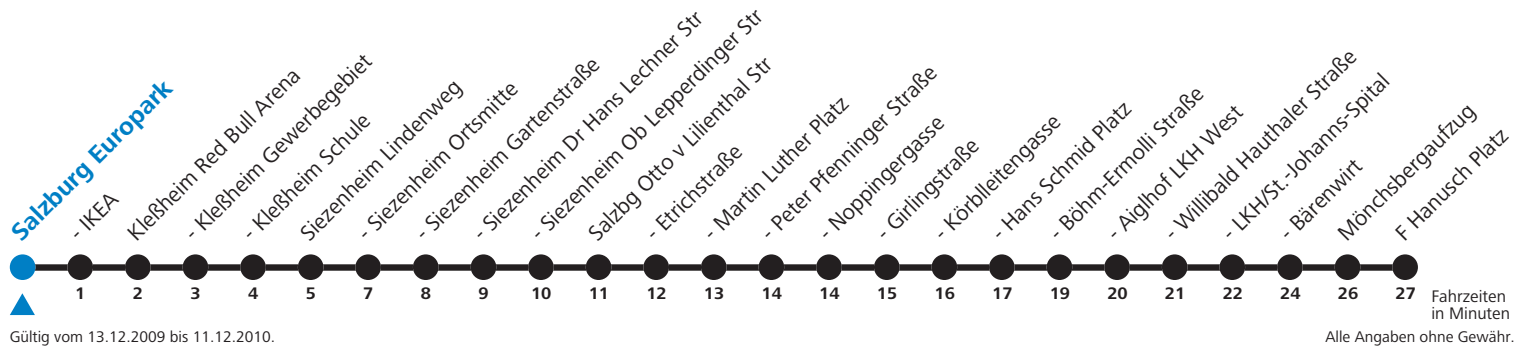 Salzburg Europark
- IKEA
Kleßheim Red Bull Arena
- Kleßheim Gewerbegebiet
- Kleßheim Schule
Siezenheim Lindenweg
- Siezenheim Ortsmitte
- Siezenheim Gartenstraße
- Siezenheim Dr Hans Lechner Str
- Siezenheim Ob Lepperdinger Str
Salzbg Otto v Lilienthal Str
- Etrichstraße
- Martin Luther Platz
- Peter Pfenninger Straße
- Noppingergasse
- Girlingstraße
- Körblleitengasse
- Hans Schmid Platz
- Böhm-Ermolli Straße
- Aiglhof LKH West
- Willibald Hauthaler Straße
- LKH/St.-Johanns-Spital
- Bärenwirt
Mönchsbergaufzug
F Hanusch Platz
1 2 3 4 5 7 8 9 10 11 12 13 14 14 15 16 17 19 20 21 22 24 26 27
Fahrzeiten
in Minuten
Gültig vom 13.12.2009 bis 11.12.2010.
Alle Angaben ohne Gewähr.